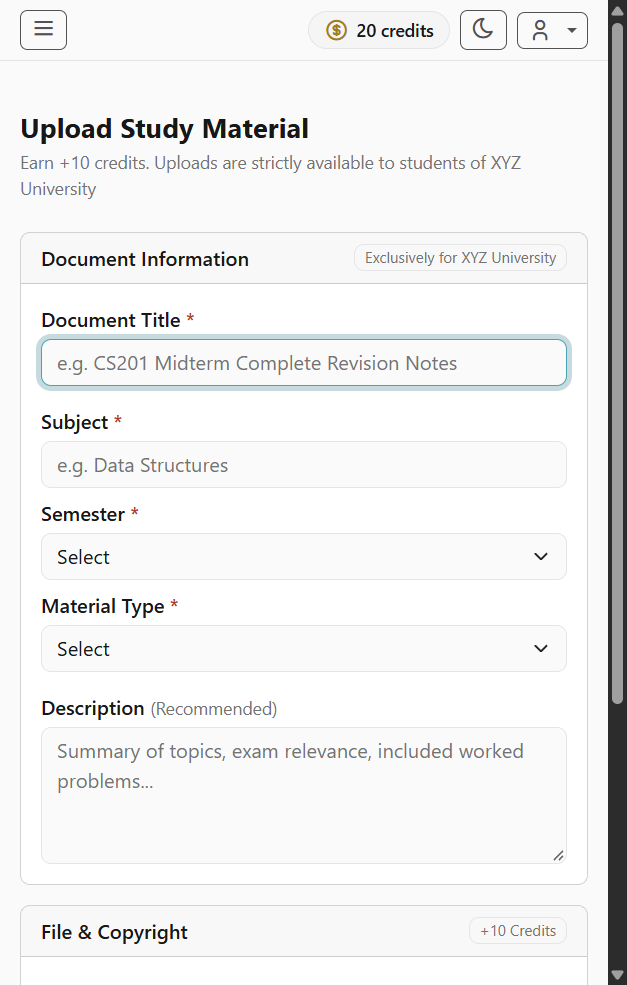 20 credits
Upload Study Material
Earn +10 credits. Uploads are strictly available to students of XYZ
University
Document Information
Exclusively for XYZ University
Document Title *
e.g. CS201 Midterm Complete Revision Notes
Subject *
e.g. Data Structures
Semester *
Select
Material Type *
Select
Description (Recommended)
Summary of topics, exam relevance, included worked
problems...
File & Copyright
+10 Credits